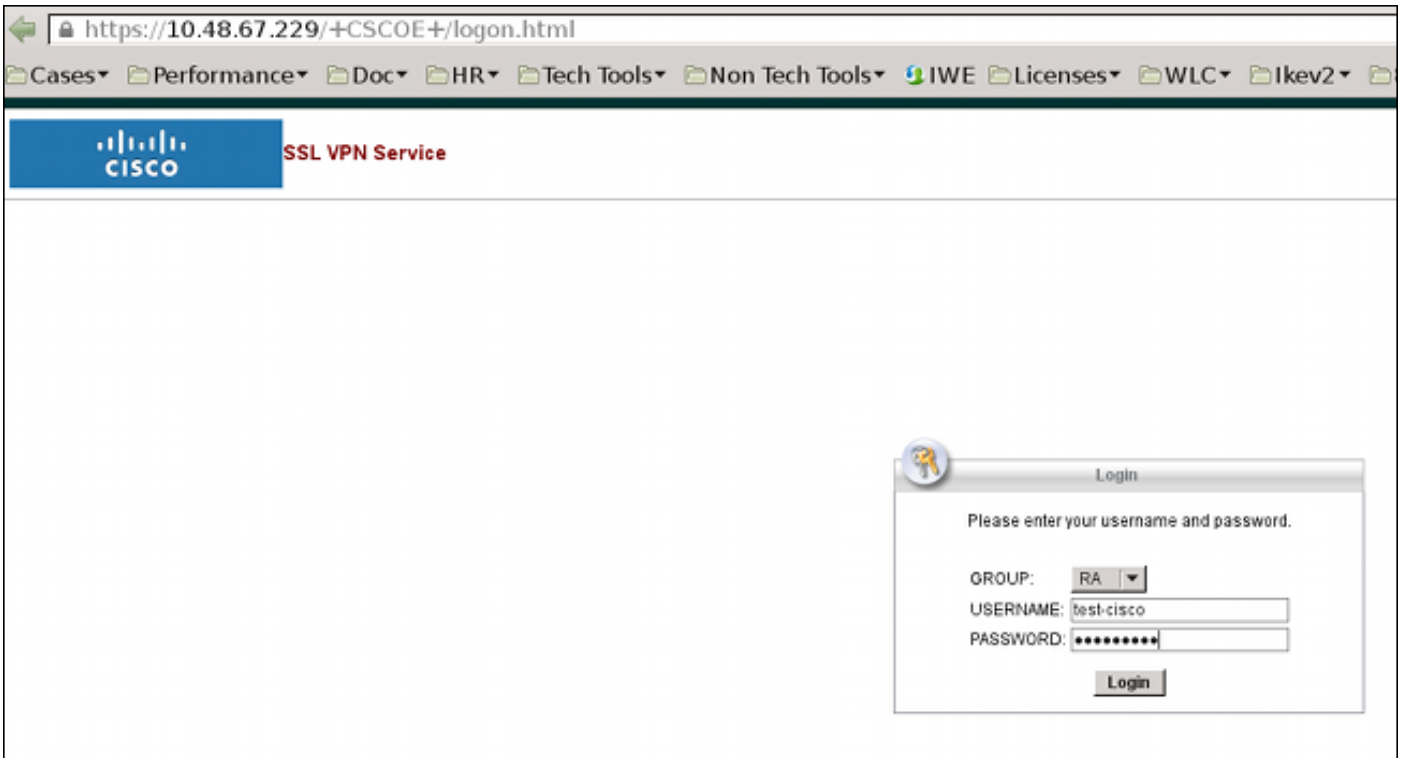 https://10.48.67.229/+CSCOE+/logon.html
Cases Performance Doc HR Tech Tools Non Tech Tools IWE Licenses WLC Ikev2
CISCO SSL VPN Service
Login
Please enter your username and password.
GROUP: RA
USERNAME: test-cisco
PASSWORD: •••••••••
Login